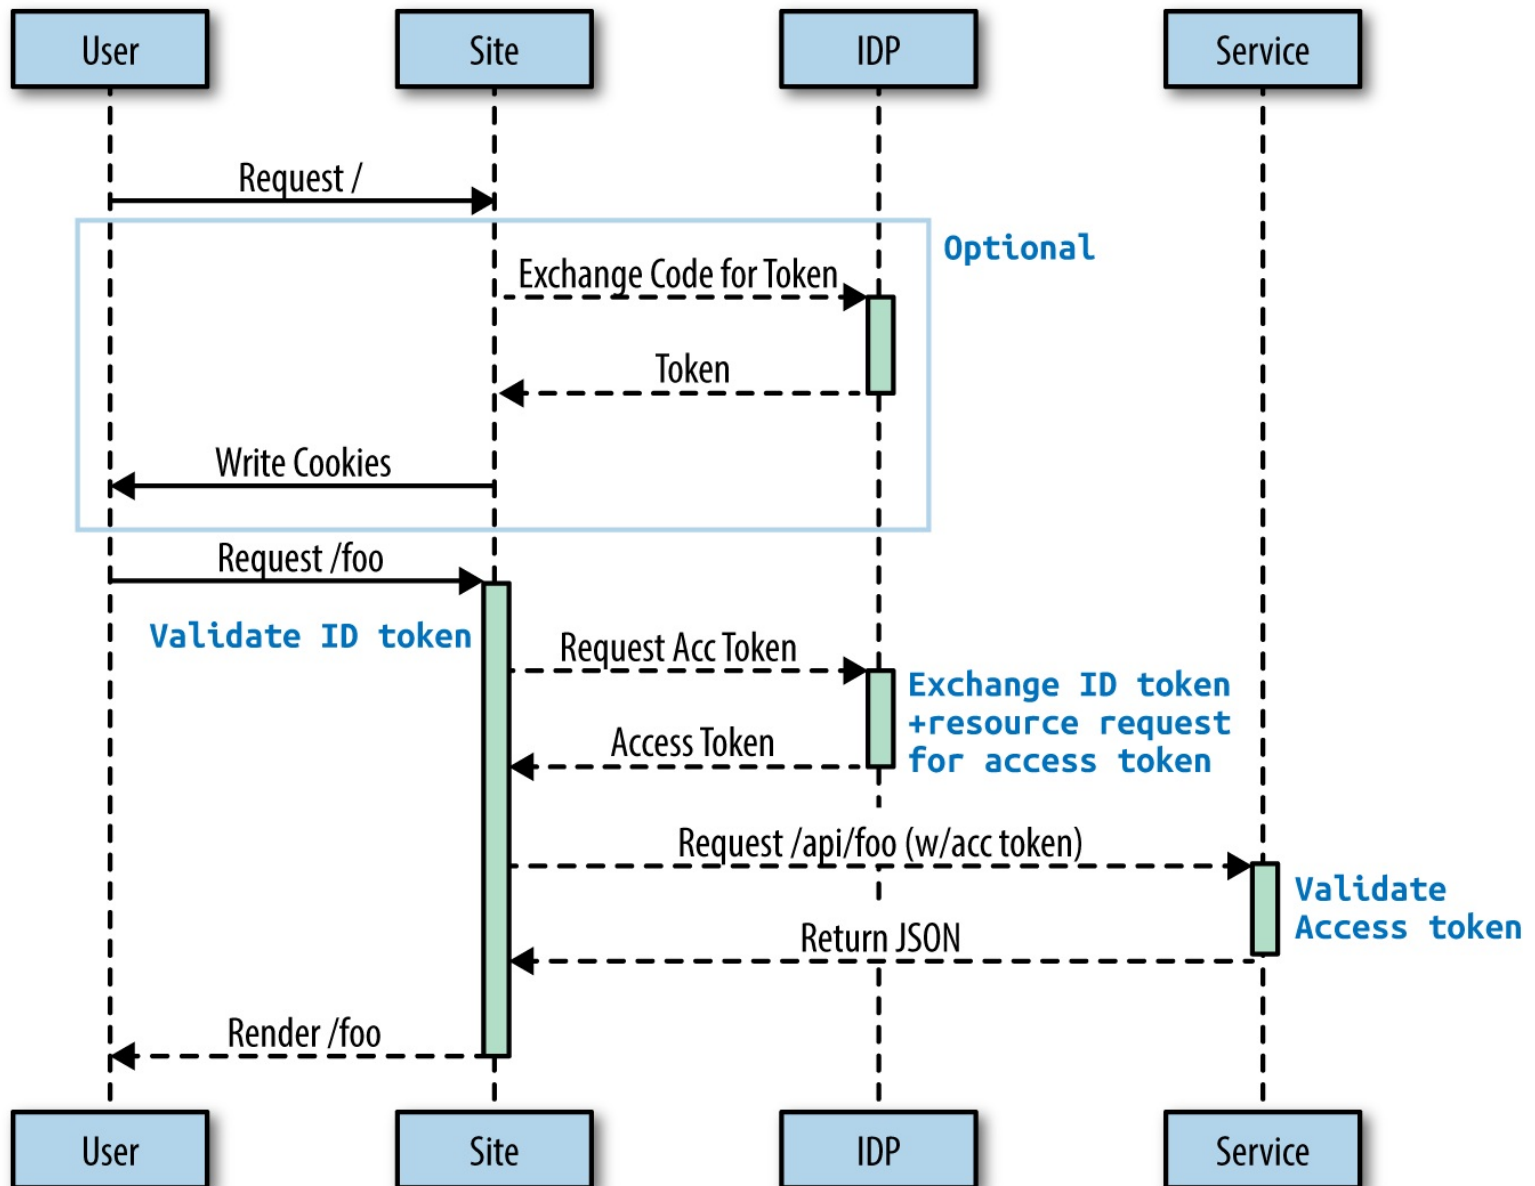 User
Site
IDP
Service
Request /
Optional
Exchange Code for Token
Token
Write Cookies
Request /foo
Validate ID token
Request Acc Token
Exchange ID token
+resource request
for access token
Access Token
Request /api/foo (w/acc token)
Validate
Access token
Return JSON
Render /foo
User
Site
IDP
Service